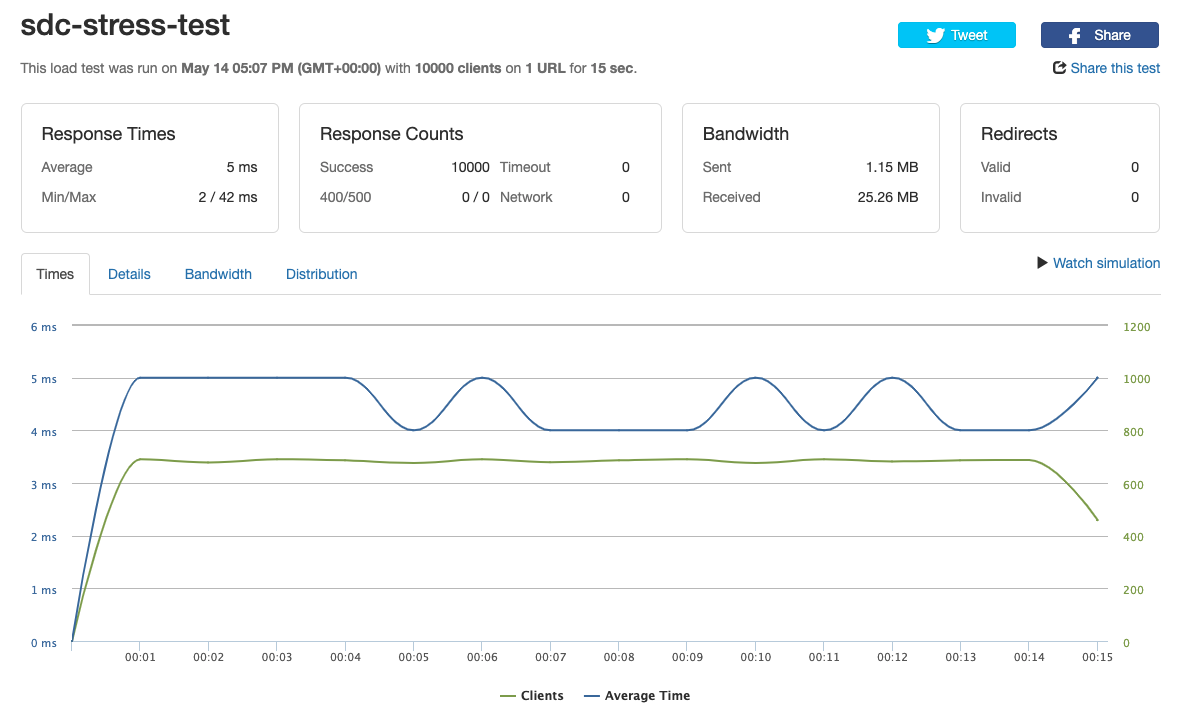 sdc-stress-test
Tweet
Share
This load test was run on May 14 05:07 PM (GMT+00:00) with 10000 clients on 1 URL for 15 sec.
Share this test
Response Times
Average 5 ms
Min/Max 2 / 42 ms
Response Counts
Success 10000 Timeout 0
400/500 0 / 0 Network 0
Bandwidth
Sent 1.15 MB
Received 25.26 MB
Redirects
Valid 0
Invalid 0
Times Details Bandwidth Distribution
Watch simulation
6 ms 1200
5 ms 1000
4 ms 800
3 ms 600
2 ms 400
1 ms 200
0 ms 0
00:01 00:02 00:03 00:04 00:05 00:06 00:07 00:08 00:09 00:10 00:11 00:12 00:13 00:14 00:15
Clients Average Time